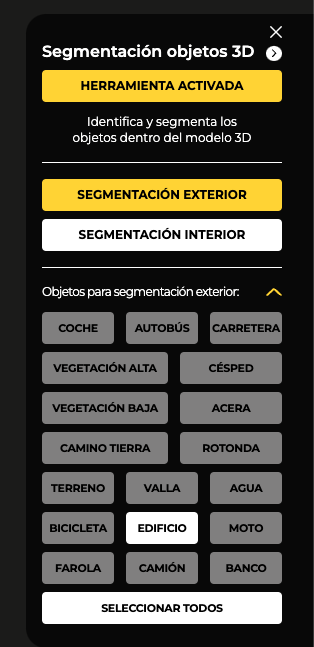 Segmentación objetos 3D
HERRAMIENTA ACTIVADA
Identifica y segmenta los
objetos dentro del modelo 3D
SEGMENTACIÓN EXTERIOR
SEGMENTACIÓN INTERIOR
Objetos para segmentación exterior:
COCHE AUTOBÚS CARRETERA
VEGETACIÓN ALTA CÉSPED
VEGETACIÓN BAJA ACERA
CAMINO TIERRA ROTONDA
TERRENO VALLA AGUA
BICICLETA EDIFICIO MOTO
FAROLA CAMIÓN BANCO
SELECCIONAR TODOS